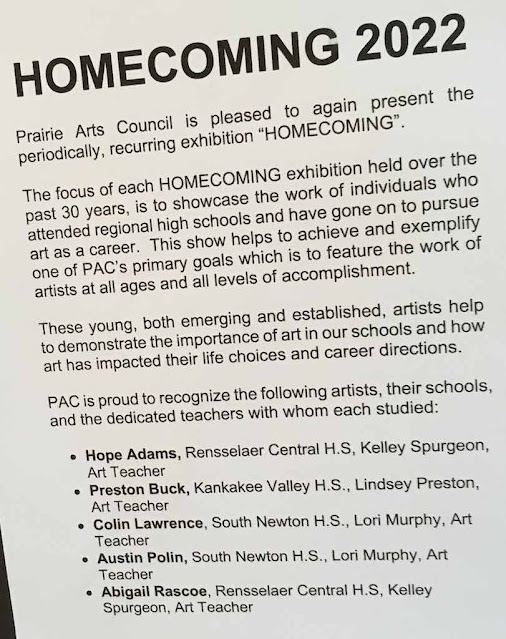 HOMECOMING 2022
Prairie Arts Council is pleased to again present the
periodically, recurring exhibition “HOMECOMING”.
The focus of each HOMECOMING exhibition held over the
past 30 years, is to showcase the work of individuals who
attended regional high schools and have gone on to pursue
art as a career. This show helps to achieve and exemplify
one of PAC's primary goals which is to feature the work of
artists at all ages and all levels of accomplishment.
These young, both emerging and established, artists help
to demonstrate the importance of art in our schools and how
art has impacted their life choices and career directions.
PAC is proud to recognize the following artists, their schools,
and the dedicated teachers with whom each studied:
• Hope Adams, Rensselaer Central H.S, Kelley Spurgeon,
Art Teacher
• Preston Buck, Kankakee Valley H.S., Lindsey Preston,
Art Teacher
• Colin Lawrence, South Newton H.S., Lori Murphy, Art
Teacher
• Austin Polin, South Newton H.S., Lori Murphy, Art
Teacher
• Abigail Rascoe, Rensselaer Central H.S, Kelley
Spurgeon, Art Teacher